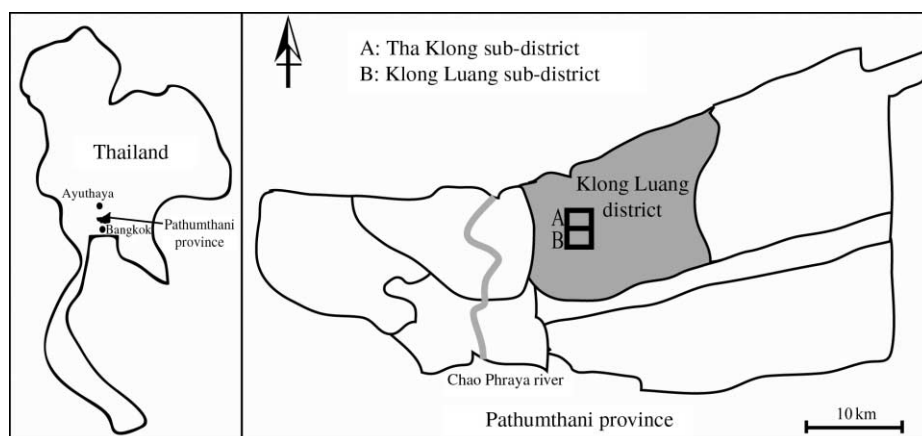 Thailand
Ayuthaya
Pathumthani
province
Bangkok
A: Tha Klong sub-district
B: Klong Luang sub-district
Klong Luang
district
A
B
Chao Phraya river
Pathumthani province
10 km